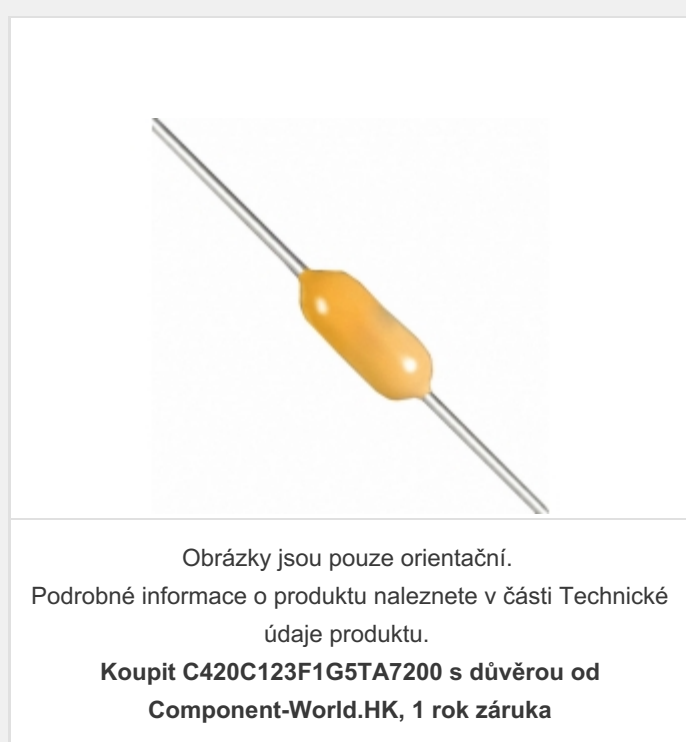 Obrázky jsou pouze orientační.
Podrobné informace o produktu naleznete v části Technické
údaje produktu.
Koupit C420C123F1G5TA7200 s důvěrou od
Component-World.HK, 1 rok záruka